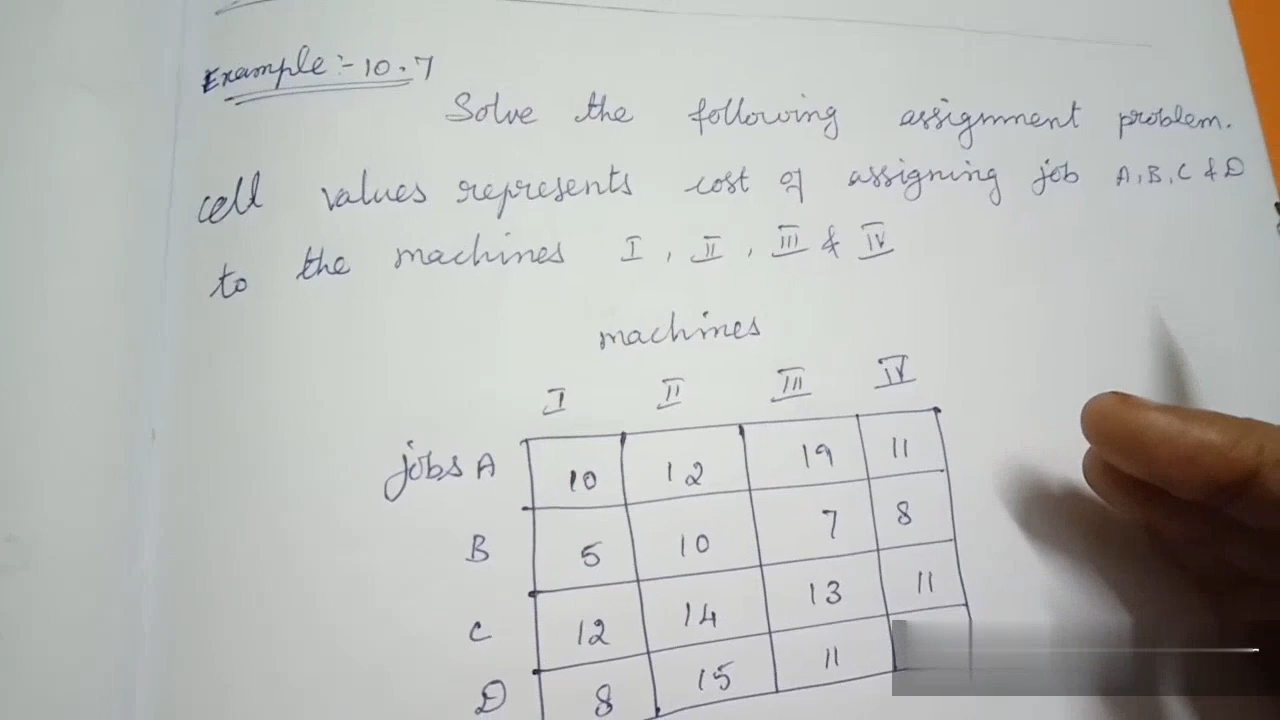 Example:- 10.7
Solve the following assignment problem.
cell values represents cost of assigning job A, B, C & D
to the machines I, II, III & IV
machines
I II III IV
jobs A 10 12 19 11
B 5 10 7 8
C 12 14 13 11
D 8 15 11